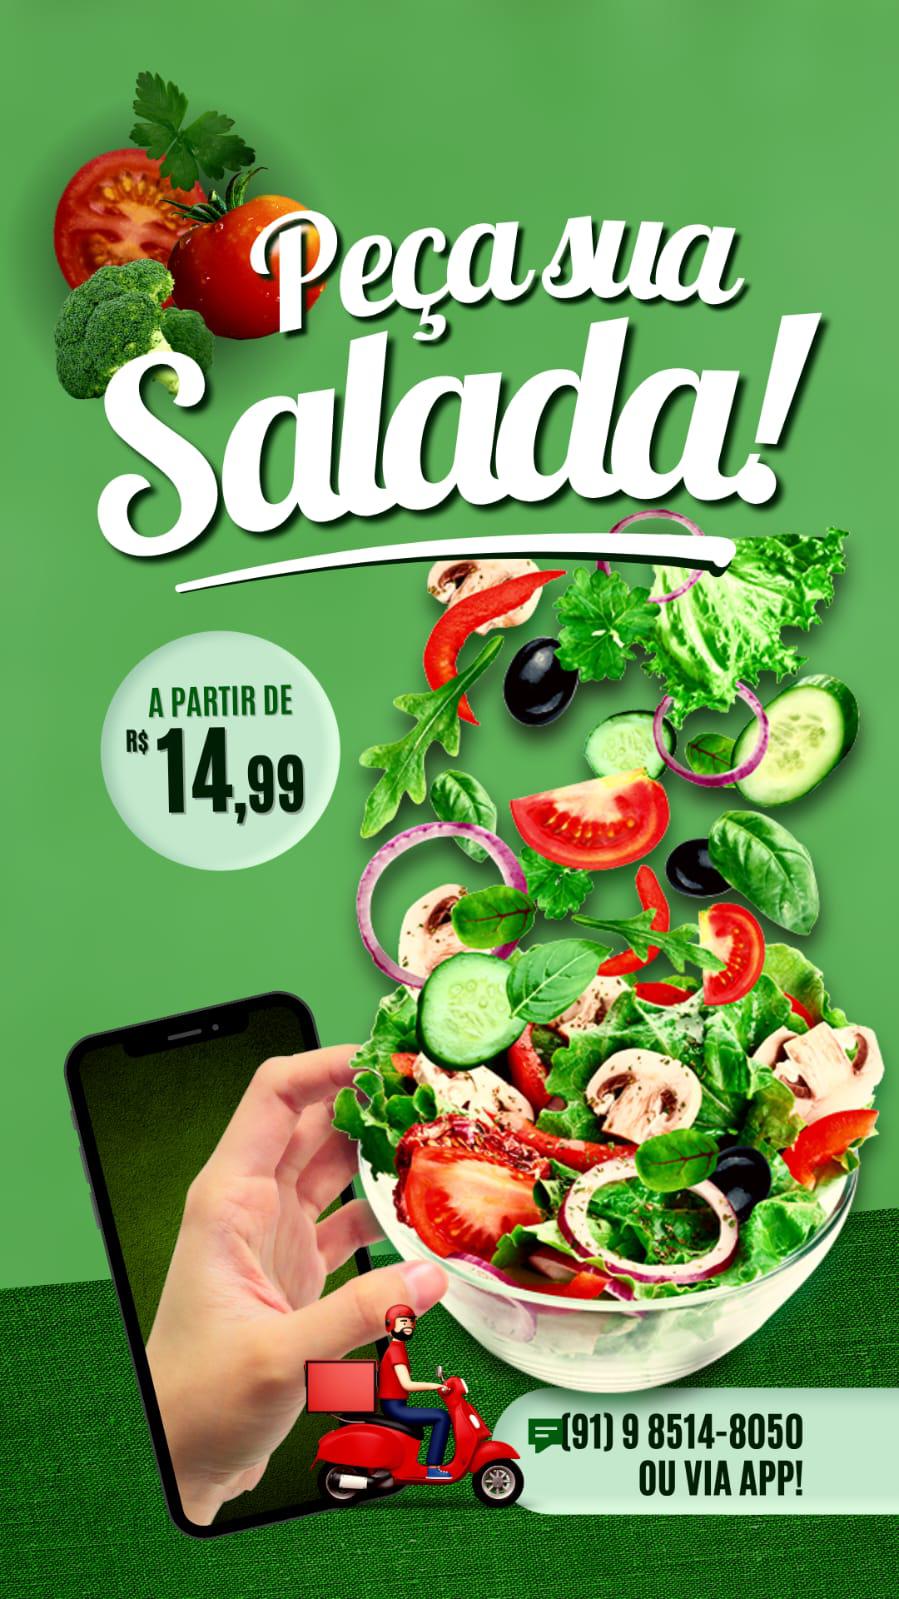 Peça sua
Salada!
A PARTIR DE
R$ 14,99
(91) 9 8514-8050
OU VIA APP!